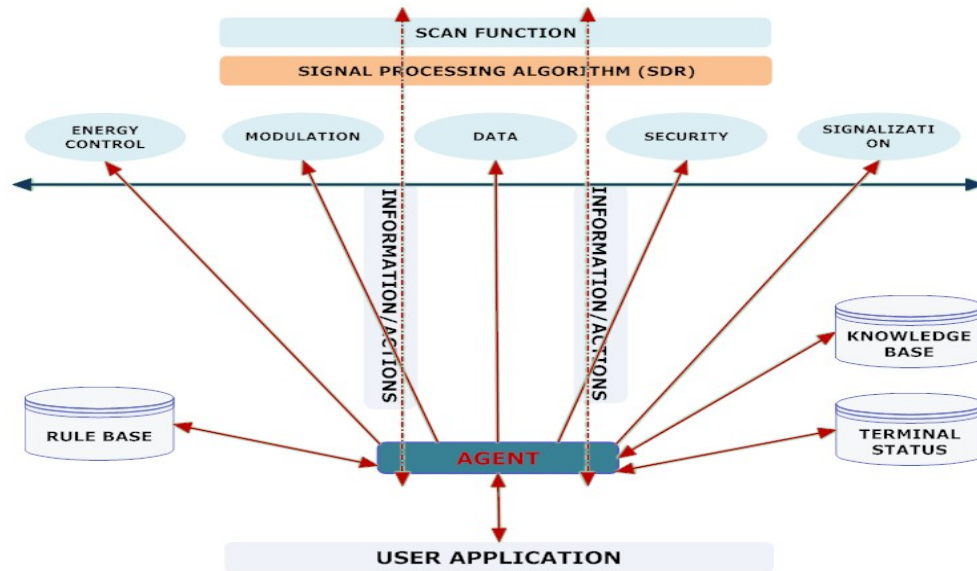 SCAN FUNCTION
SIGNAL PROCESSING ALGORITHM (SDR)
ENERGY
CONTROL
MODULATION
DATA
SECURITY
SIGNALIZATI
ON
INFORMATION/ACTIONS
INFORMATION/ACTIONS
KNOWLEDGE
BASE
RULE BASE
TERMINAL
STATUS
AGENT
USER APPLICATION